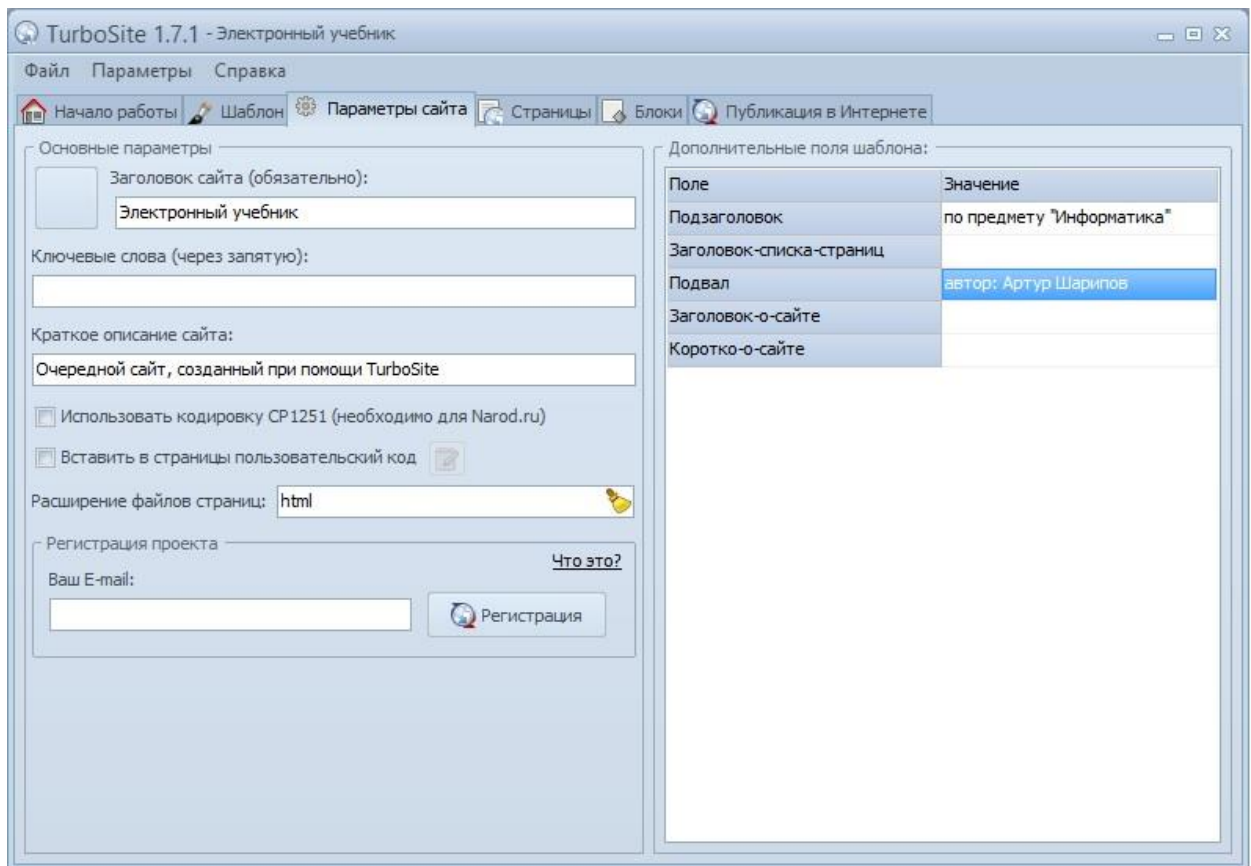 TurboSite 1.7.1 - Электронный учебник
Файл Параметры Справка
Начало работы Шаблон Параметры сайта Страницы Блоки Публикация в Интернете
Основные параметры
Заголовок сайта (обязательно):
Электронный учебник
Ключевые слова (через запятую):
Краткое описание сайта:
Очередной сайт, созданный при помощи TurboSite
Использовать кодировку CP1251 (необходимо для Narod.ru)
Вставить в страницы пользовательский код
Расширение файлов страниц: html
Регистрация проекта
Что это?
Ваш E-mail:
Регистрация
Дополнительные поля шаблона:
Поле Значение
Подзаголовок по предмету "Информатика"
Заголовок-списка-страниц
Подвал автор: Артур Шарипов
Заголовок-о-сайте
Коротко-о-сайте